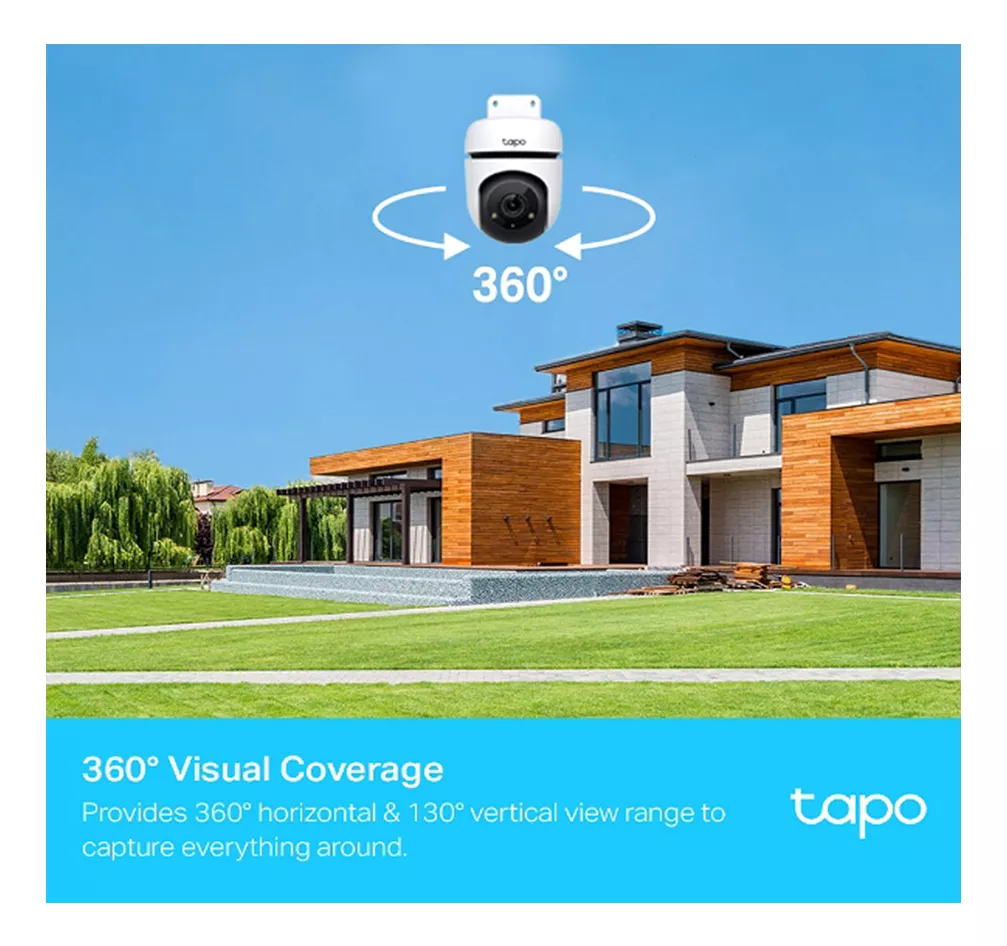 tapo
360°
360° Visual Coverage
Provides 360° horizontal & 130° vertical view range to
capture everything around.
tapo